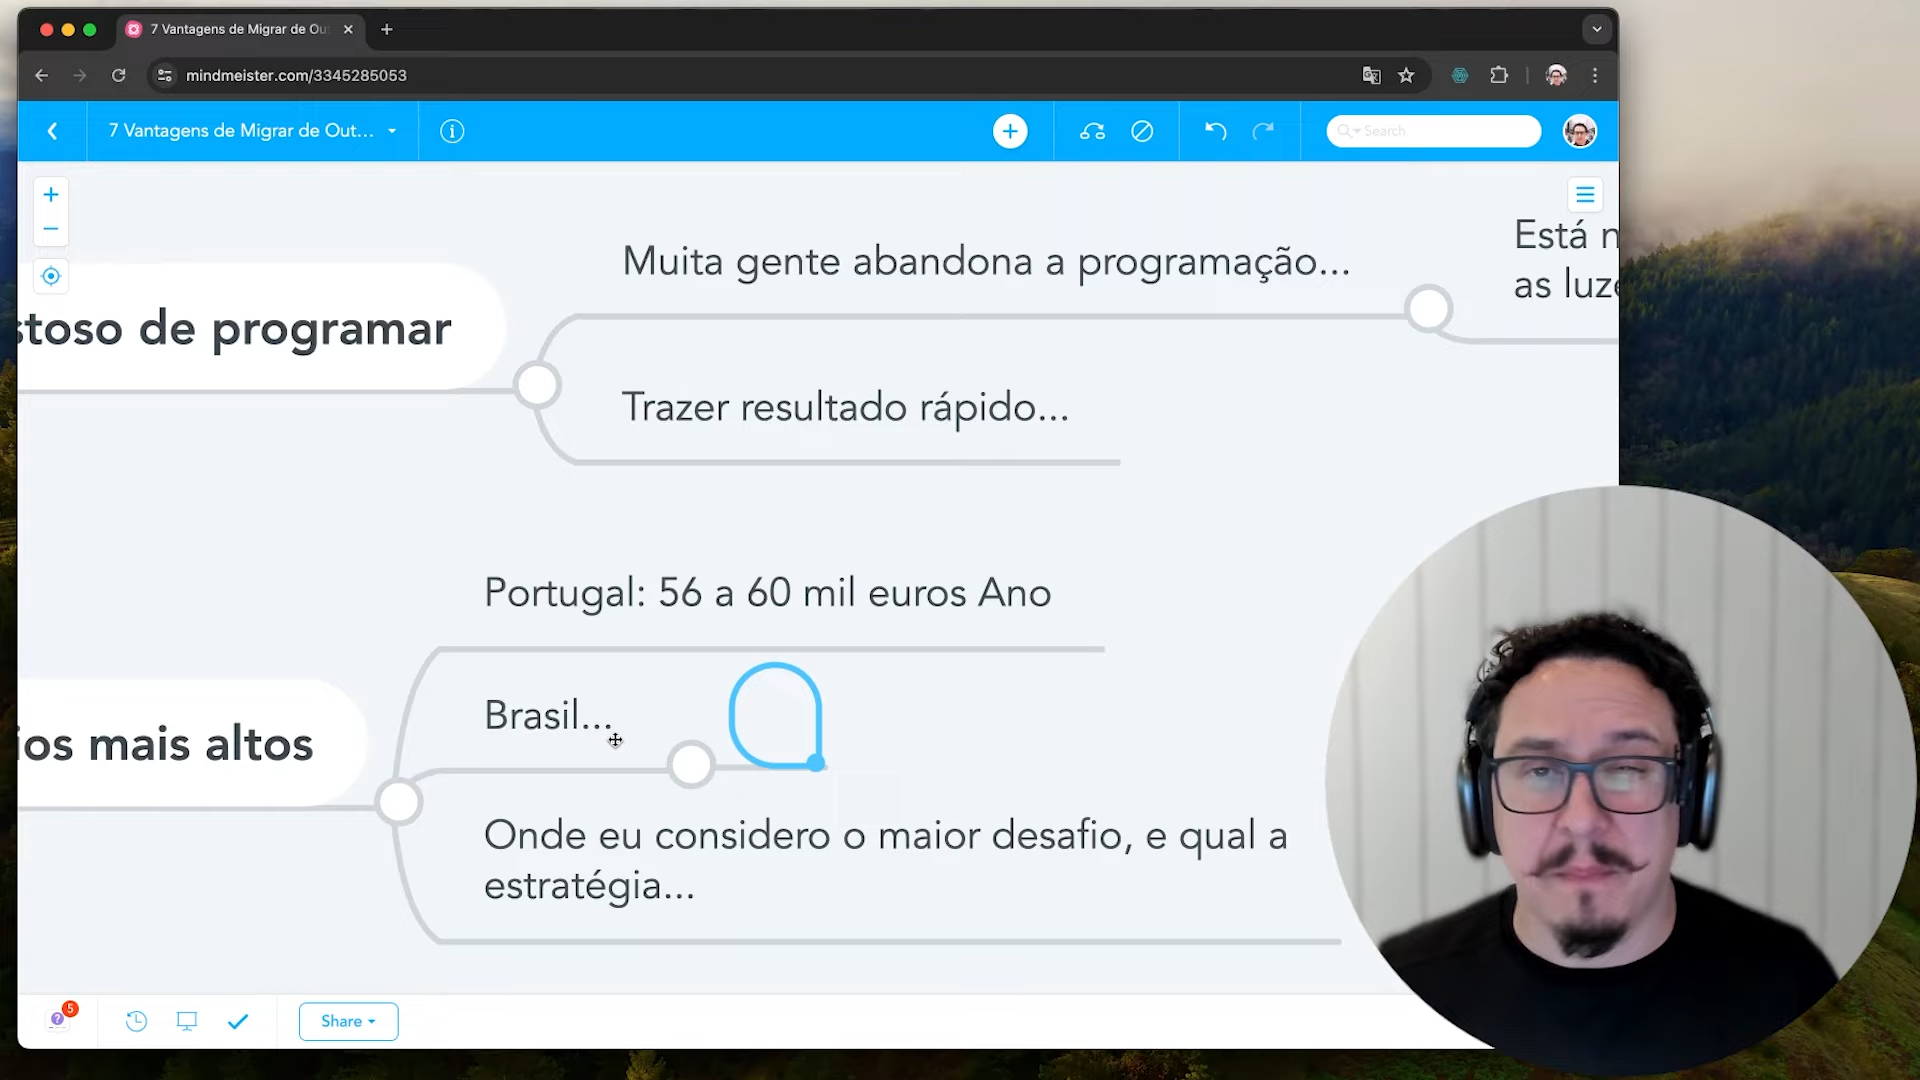 7 Vantagens de Migrar de Ou
mindmeister.com/3345285053
7 Vantagens de Migrar de Out...
Search
Está n
as luze
Muita gente abandona a programação...
stoso de programar
Trazer resultado rápido...
Portugal: 56 a 60 mil euros Ano
Brasil...
ios mais altos
Onde eu considero o maior desafio, e qual a
estratégia...
5
Share